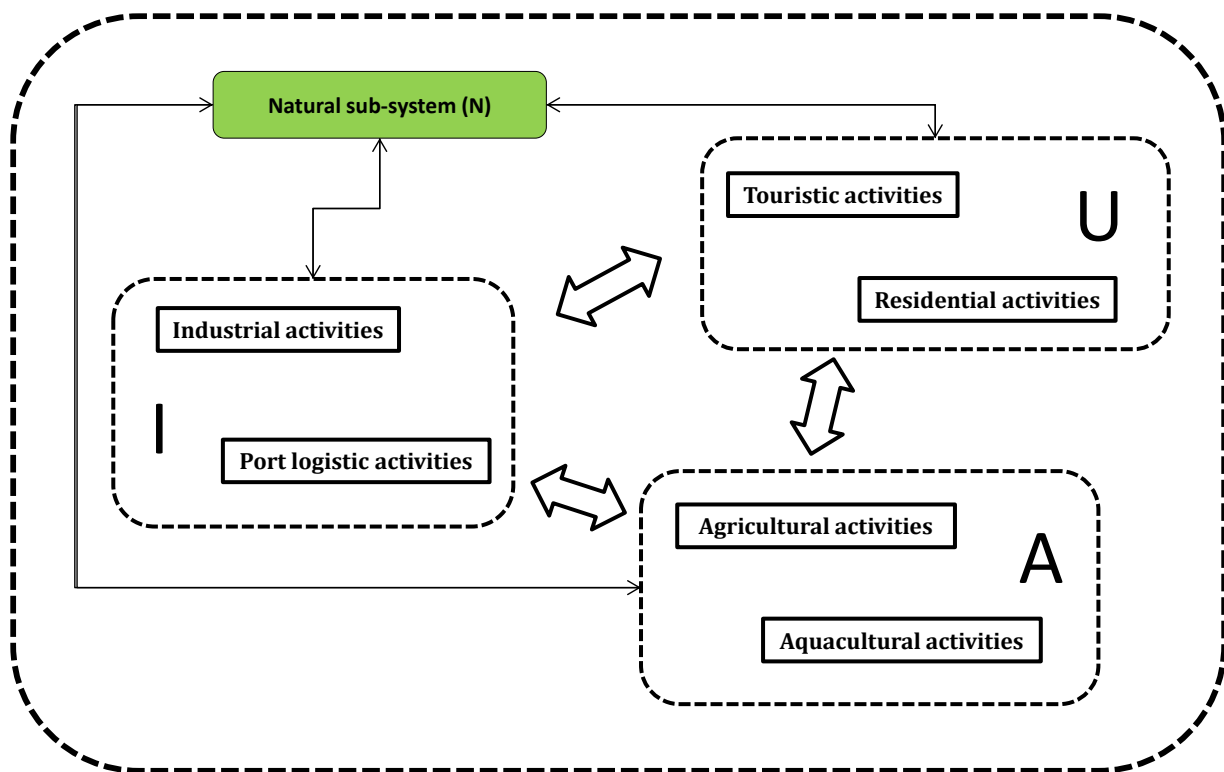 Natural sub-system (N)
Touristic activities
U
Residential activities
Industrial activities
I
Port logistic activities
Agricultural activities
A
Aquacultural activities